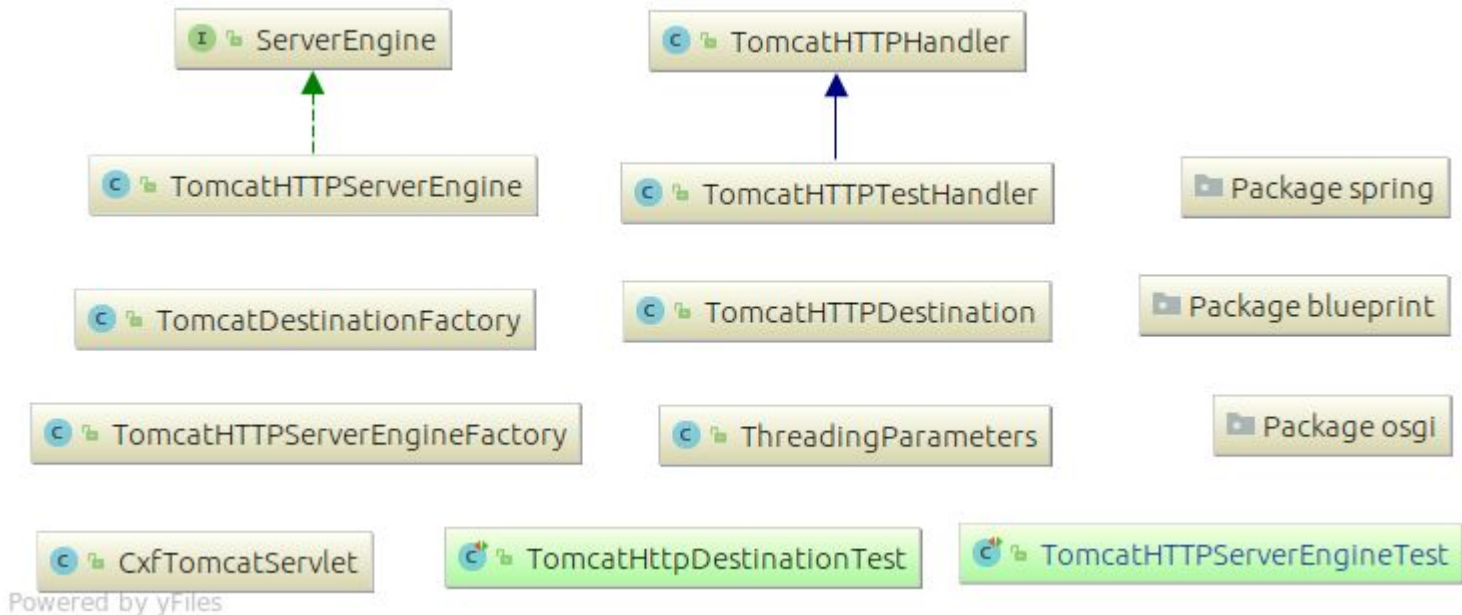 I ServerEngine
C TomcatHTTPHandler
C TomcatHTTPServerEngine
C TomcatHTTPTestHandler
Package spring
C TomcatDestinationFactory
C TomcatHTTPDestination
Package blueprint
C TomcatHTTPServerEngineFactory
C ThreadingParameters
Package osgi
C CxfTomcatServlet
C TomcatHttpDestinationTest
C TomcatHTTPServerEngineTest
Powered by yFiles